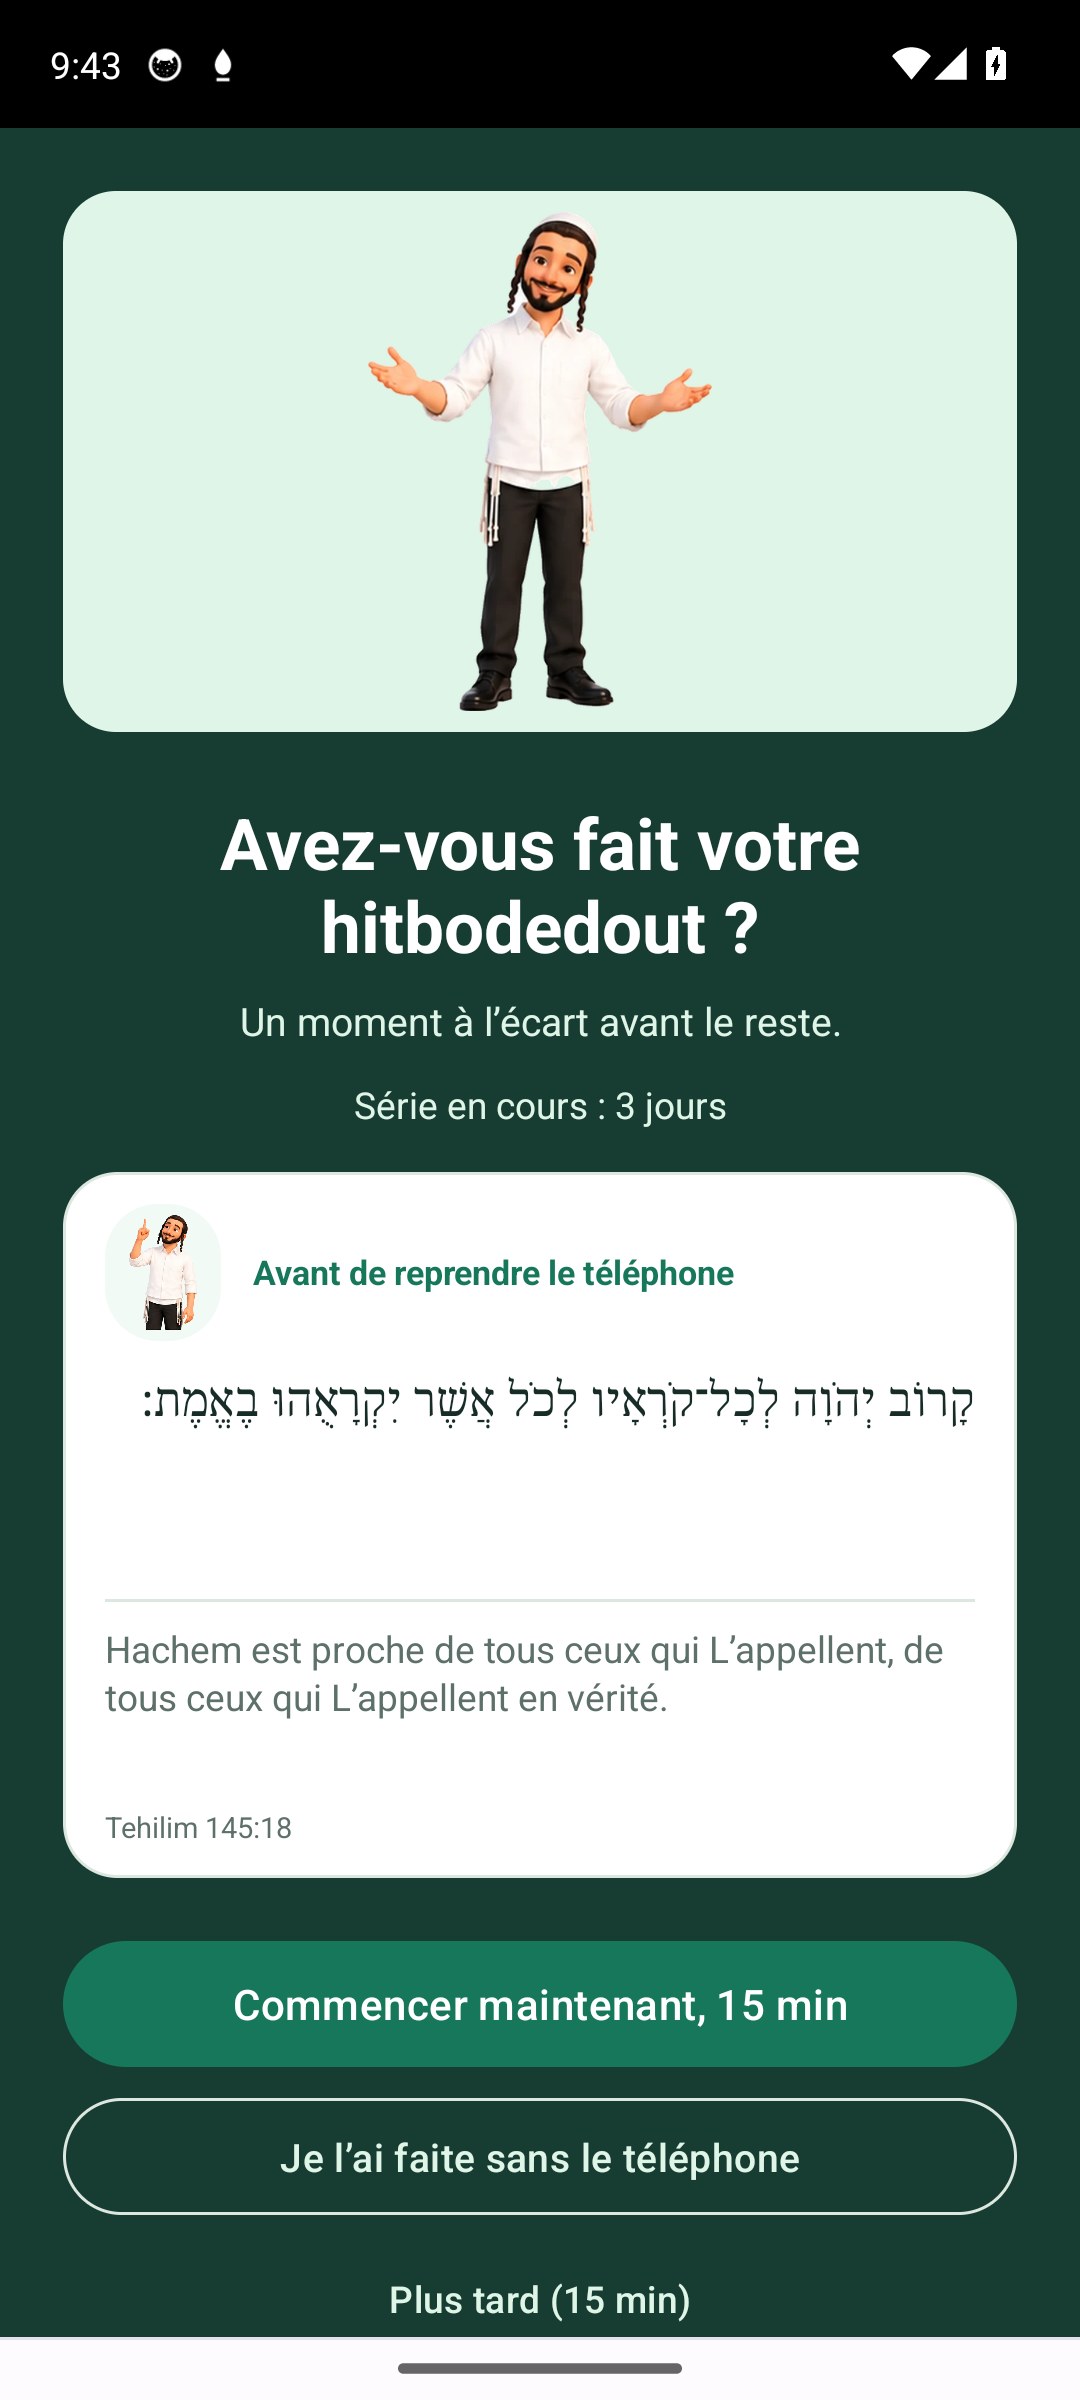 9:43
Avez-vous fait votre
hitbodedout ?
Un moment à l’écart avant le reste.
Série en cours : 3 jours
Avant de reprendre le téléphone
קָרוֹב יְהֹוָה לְכׇל־קֹרְאָיו לְכֹל אֲשֶׁר יִקְרָאֻהוּ בֶאֱמֶת׃
Hachem est proche de tous ceux qui L’appellent, de
tous ceux qui L’appellent en vérité.
Tehilim 145:18
Commencer maintenant, 15 min
Je l’ai faite sans le téléphone
Plus tard (15 min)